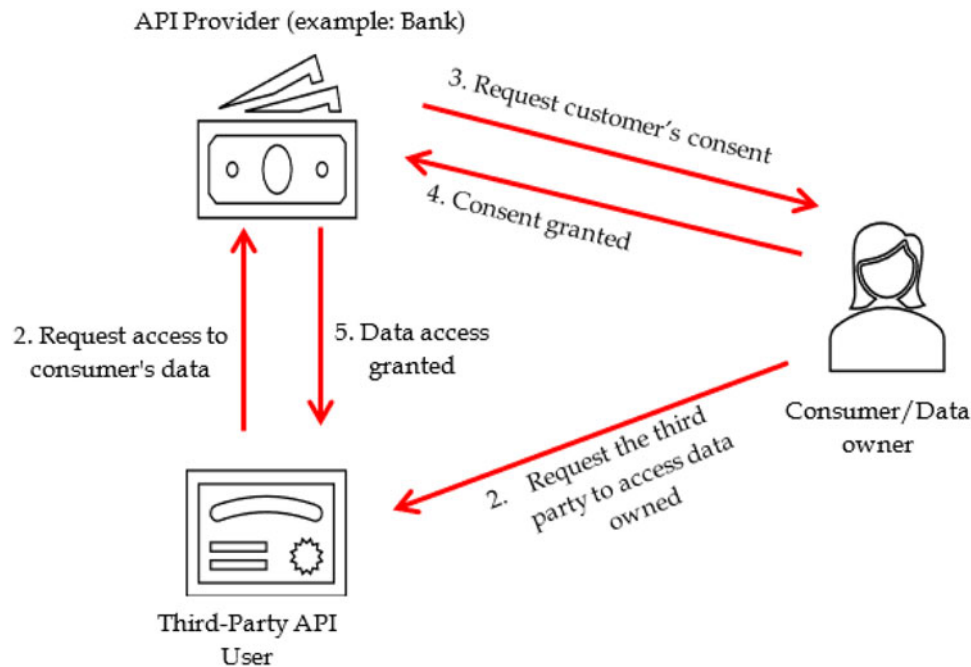 API Provider (example: Bank)
3. Request customer's consent
4. Consent granted
2. Request access to
consumer's data
5. Data access
granted
Consumer/Data
owner
2. Request the third
party to access data
owned
Third-Party API
User